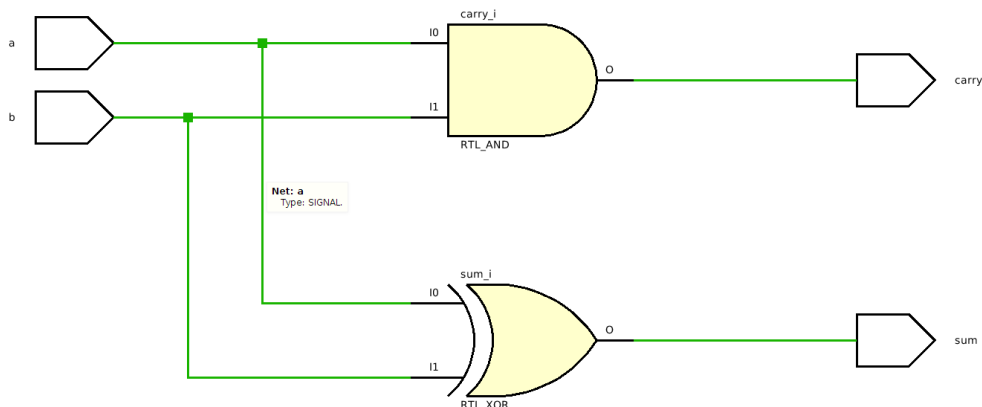 carry_i
a
I0
O
carry
b
I1
RTL_AND
Net: a
Type: SIGNAL.
sum_i
I0
O
sum
I1
RTL_XOR